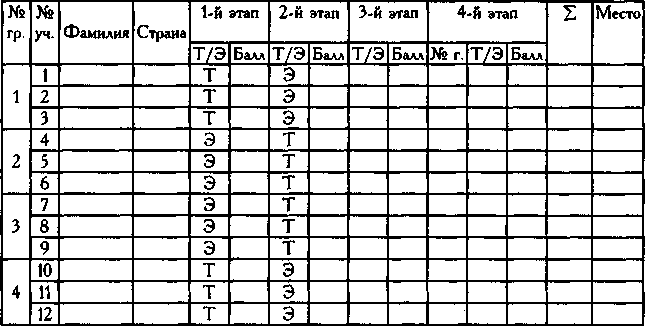 № гр. № уч. Фамилия Страна 1-й этап 2-й этап 3-й этап 4-й этап Σ Место
Т/Э Балл Т/Э Балл Т/Э Балл № г. Т/Э Балл
1 1 Т Э
2 Т Э
3 Т Э
2 4 Э Т
5 Э Т
6 Э Т
3 7 Э Т
8 Э Т
9 Э Т
4 10 Т Э
11 Т Э
12 Т Э